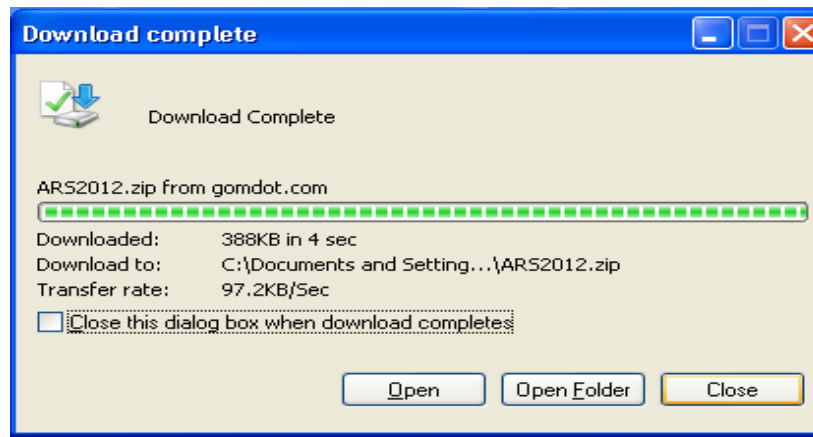 Download complete
Download Complete
ARS2012.zip from gomdot.com
Downloaded: 388KB in 4 sec
Download to: C:\Documents and Setting...\ARS2012.zip
Transfer rate: 97.2KB/Sec
Close this dialog box when download completes
Open Open Folder Close